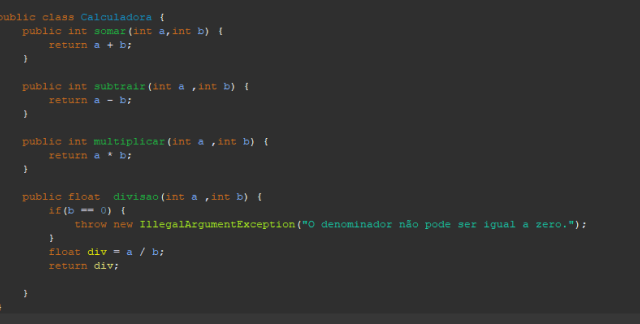 public class Calculadora {
public int somar(int a,int b) {
return a + b;
}
public int subtrair(int a ,int b) {
return a - b;
}
public int multiplicar(int a ,int b) {
return a * b;
}
public float  divisao(int a ,int b) {
if(b == 0) {
throw new IllegalArgumentException("O denominador não pode ser igual a zero.");
}
float div = a / b;
return div;
}
}